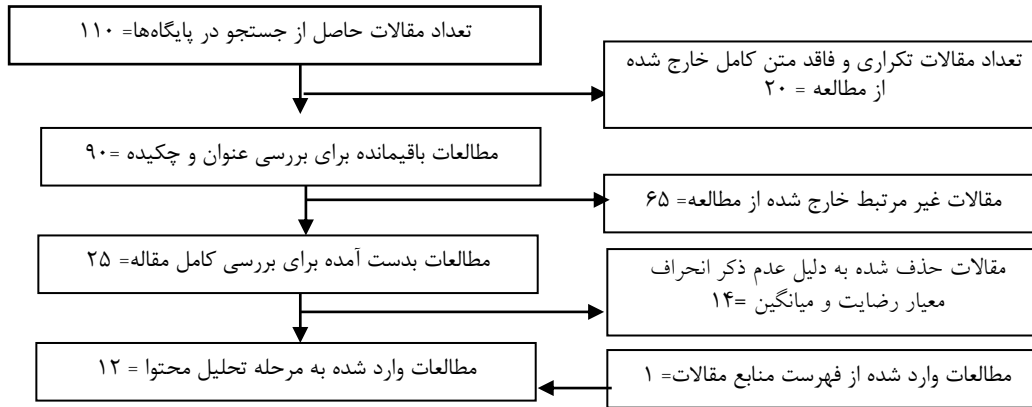 تعداد مقالات حاصل از جستجو در پایگاه‌ها= ۱۱۰
تعداد مقالات تکراری و فاقد متن کامل خارج شده
از مطالعه = ۲۰
مطالعات باقیمانده برای بررسی عنوان و چکیده =۹۰
مقالات غیر مرتبط خارج شده از مطالعه= ۶۵
مطالعات بدست آمده برای بررسی کامل مقاله= ۲۵
مقالات حذف شده به دلیل عدم ذکر انحراف
معیار رضایت و میانگین =۱۴
مطالعات وارد شده به مرحله تحلیل محتوا = ۱۲
مطالعات وارد شده از فهرست منابع مقالات= ۱